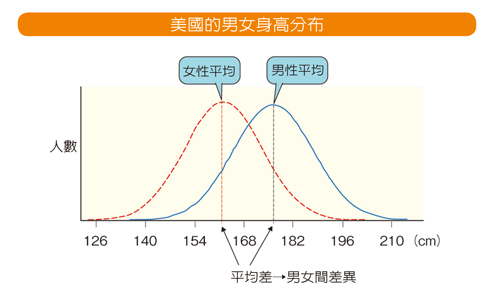 美國的男女身高分布
女性平均 男性平均
人數
126 140 154 168 182 196 210 (cm)
平均差→男女間差異